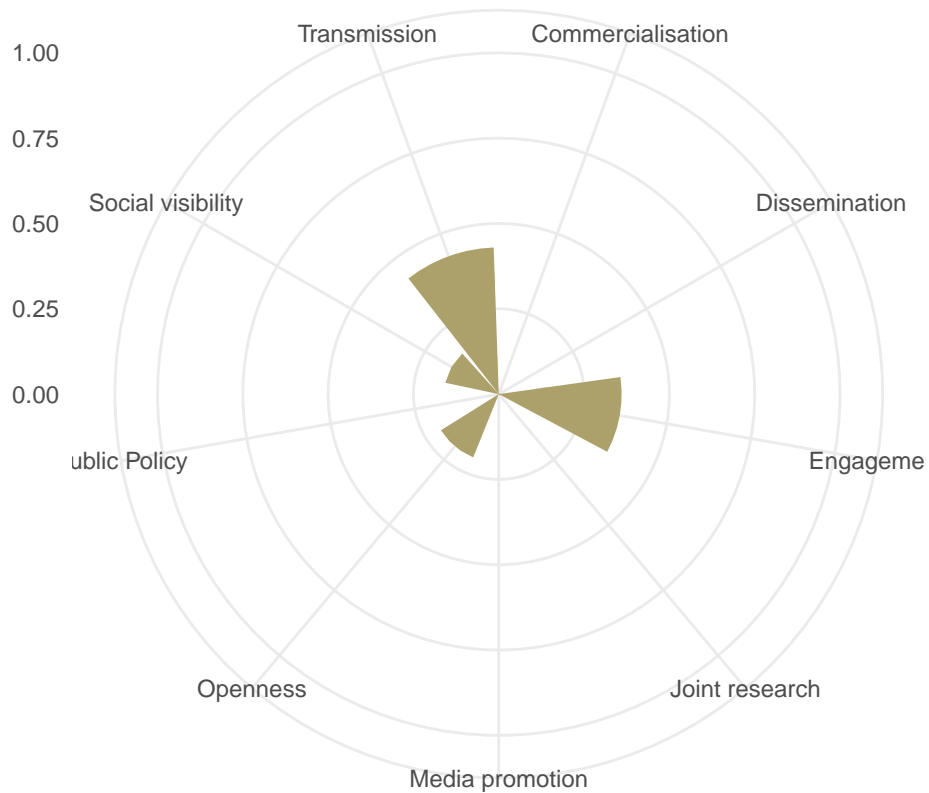 Transmission
Commercialisation
1.00
0.75
Social visibility
Dissemination
0.50
0.25
0.00
ublic Policy
Engageme
Openness
Joint research
Media promotion